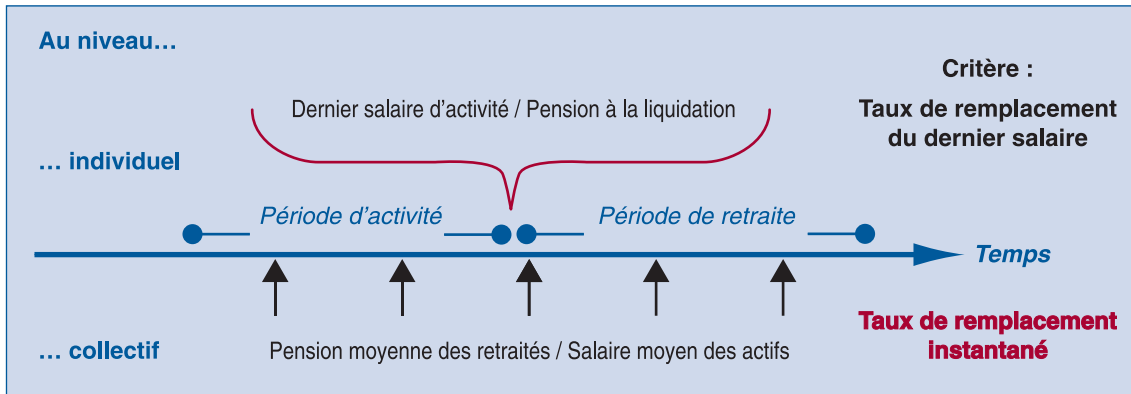 Au niveau…
Critère :
Dernier salaire d'activité / Pension à la liquidation
Taux de remplacement
du dernier salaire
… individuel
Période d'activité
Période de retraite
Temps
Taux de remplacement
instantané
… collectif
Pension moyenne des retraités / Salaire moyen des actifs